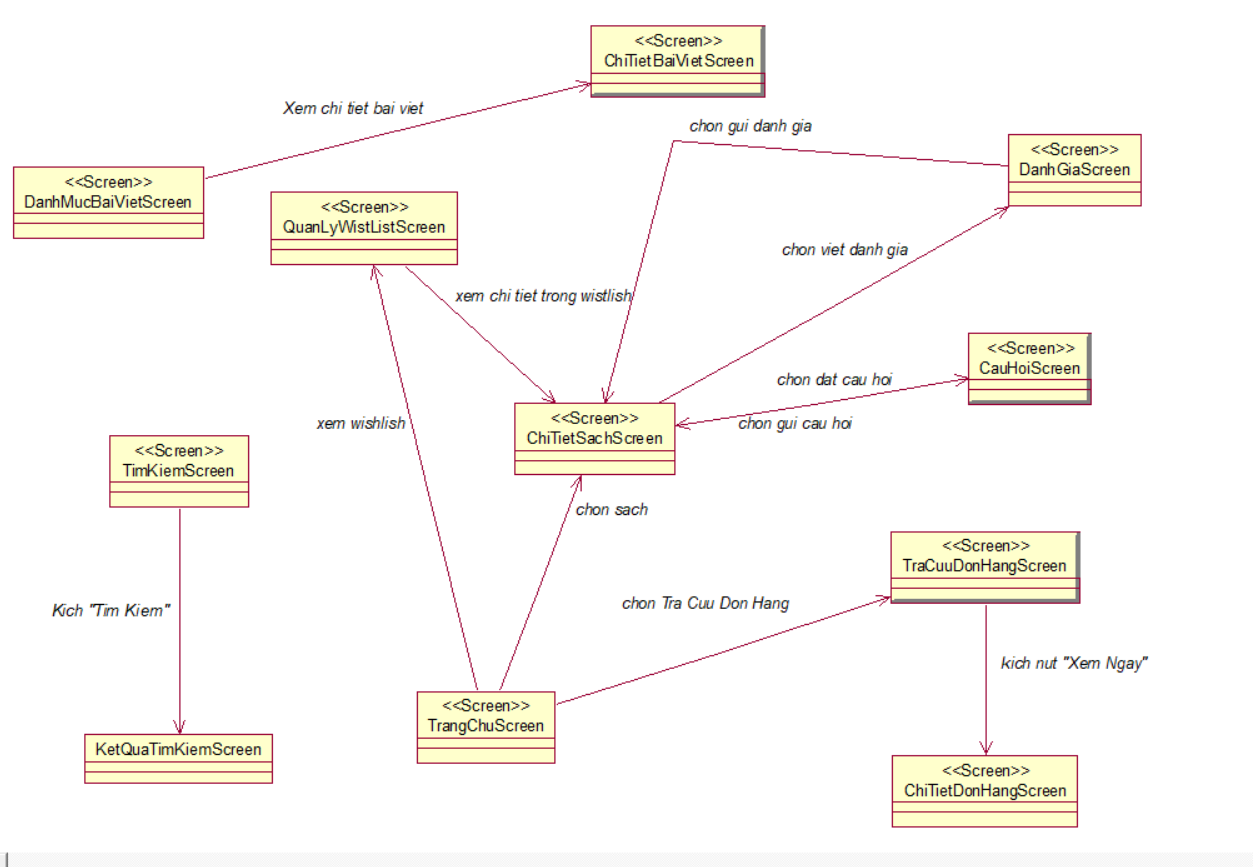 <<Screen>>
ChiTietBaiVietScreen
Xem chi tiet bai viet
chon gui danh gia
<<Screen>>
DanhGiaScreen
<<Screen>>
DanhMucBaiVietScreen
<<Screen>>
QuanLyWistListScreen
chon viet danh gia
xem chi tiet trong wistlish
<<Screen>>
CauHoiScreen
chon dat cau hoi
<<Screen>>
ChiTietSachScreen
xem wishlish
chon gui cau hoi
<<Screen>>
TimKiemScreen
chon sach
<<Screen>>
TraCuuDonHangScreen
Kich "Tim Kiem"
chon Tra Cuu Don Hang
kich nut "Xem Ngay"
<<Screen>>
TrangChuScreen
KetQuaTimKiemScreen
<<Screen>>
ChiTietDonHangScreen